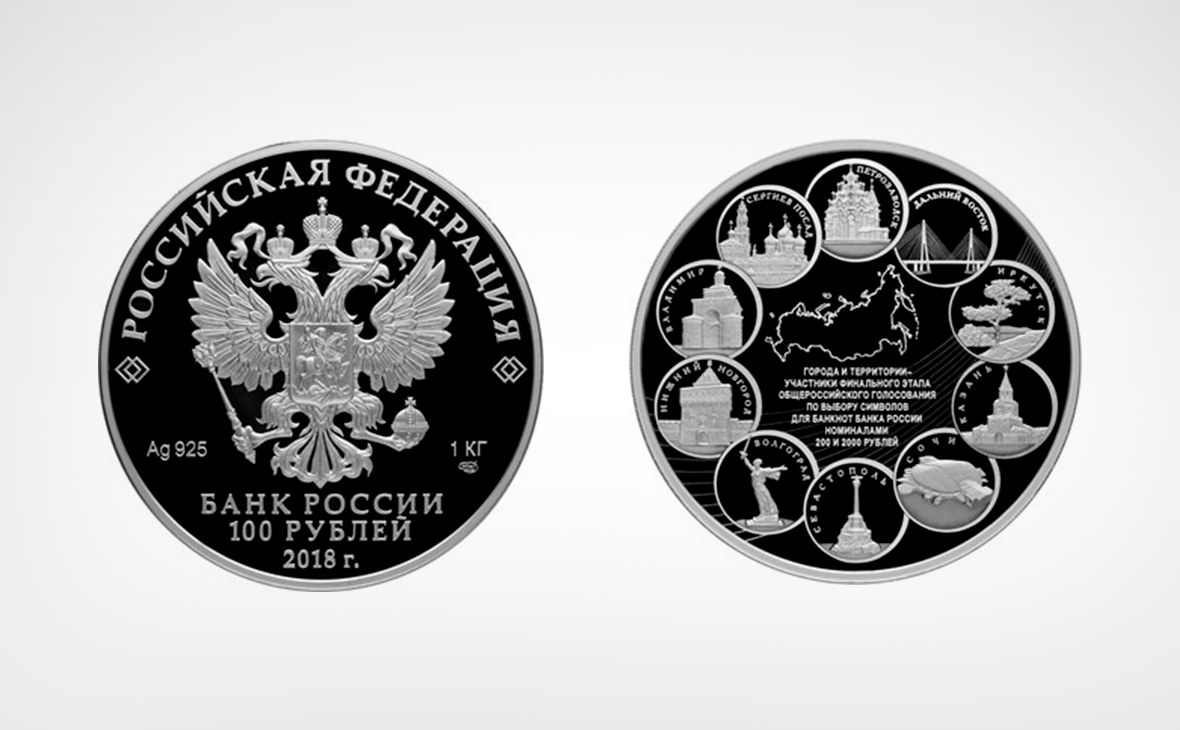 РОССИЙСКАЯ ФЕДЕРАЦИЯ
Ag 925
1 КГ
БАНК РОССИИ
100 РУБЛЕЙ
2018 г.
ПЕТРОЗАВОДСК
ДАЛЬНИЙ ВОСТОК
ИРКУТСК
КАЗАНЬ
СОЧИ
СЕВАСТОПОЛЬ
ВОЛГОГРАД
НИЖНИЙ НОВГОРОД
ВЛАДИМИР
СЕРГИЕВ ПОСАД
ГОРОДА И ТЕРРИТОРИИ–
УЧАСТНИКИ ФИНАЛЬНОГО ЭТАПА
ОБЩЕРОССИЙСКОГО ГОЛОСОВАНИЯ
ПО ВЫБОРУ СИМВОЛОВ
ДЛЯ БАНКНОТ БАНКА РОССИИ
НОМИНАЛАМИ
200 И 2000 РУБЛЕЙ